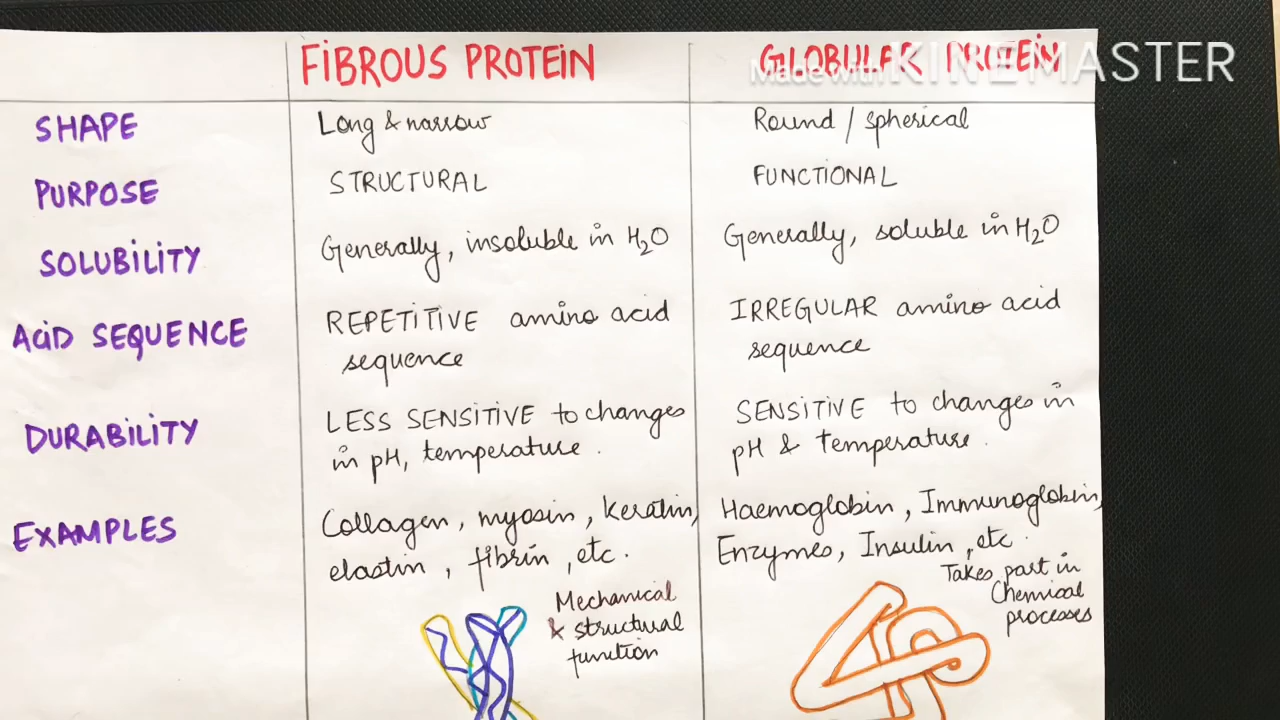 FIBROUS PROTEIN GLOBULAR PROTEIN
Made with KINEMASTER
SHAPE Long & narrow Round / spherical
PURPOSE STRUCTURAL FUNCTIONAL
SOLUBILITY Generally, insoluble in H₂O Generally, soluble in H₂O
ACID SEQUENCE REPETITIVE amino acid IRREGULAR amino acid
sequence sequence
DURABILITY LESS SENSITIVE to changes SENSITIVE to changes in
in pH, temperature. pH & temperature.
EXAMPLES Collagen, myosin, keratin, Haemoglobin, Immunoglobin,
elastin, fibrin, etc. Enzymes, Insulin, etc.
Mechanical Takes part in
& structural Chemical
function processes